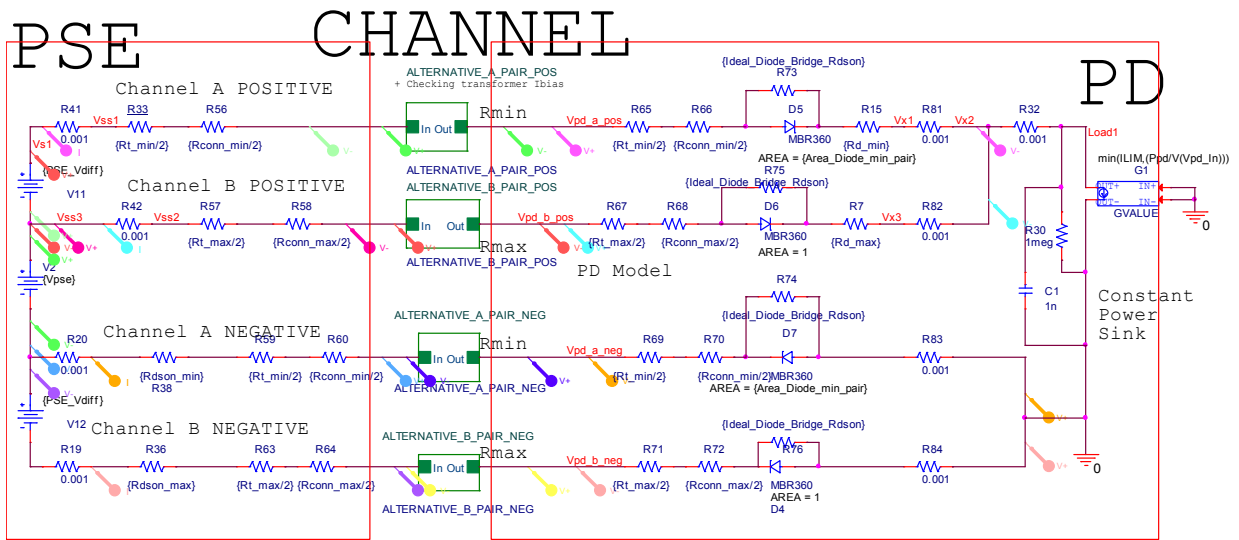 PSE
CHANNEL
PD
Channel A POSITIVE
ALTERNATIVE_A_PAIR_POS
+ Checking transformer Ibias
{Ideal_Diode_Bridge_Rdson}
R73
R41
Vss1
R33
R56
In Out
Rmin
Vpd_a_pos
R65
R66
D5
R15
Vx1
R81
Vx2
R32
Load1
0.001
{Rt_min/2}
{Rconn_min/2}
{Rt_min/2}
{Rconn_min/2}
MBR360
{Rd_min}
0.001
0.001
Vs1
AREA = {Area_Diode_min_pair}
min(ILIM,(Ppd/V(Vpd_In)))
G1
{PSE_Vdiff}
V11
OUT+ IN+
OUT- IN-
GVALUE
0
Channel B POSITIVE
ALTERNATIVE_B_PAIR_POS
{Ideal_Diode_Bridge_Rdson}
R75
Vss3
R42
Vss2
R57
R58
In Out
Vpd_b_pos
R67
R68
D6
R7
Vx3
R82
0.001
{Rt_max/2}
{Rconn_max/2}
Rmax
{Rt_max/2}
{Rconn_max/2}
MBR360
{Rd_max}
0.001
AREA = 1
R30
1meg
V2
{Vpse}
ALTERNATIVE_B_PAIR_POS
PD Model
C1
1n
Constant
Power
Sink
Channel A NEGATIVE
ALTERNATIVE_A_PAIR_NEG
R74
{Ideal_Diode_Bridge_Rdson}
R20
R59
R60
In Out
Rmin
Vpd_a_neg
R69
R70
D7
R83
0.001
{Rdson_min}
R38
{Rt_min/2}
{Rconn_min/2}
{Rt_min/2}
{Rconn_min/2}
MBR360
0.001
ALTERNATIVE_A_PAIR_NEG
AREA = {Area_Diode_min_pair}
{PSE_Vdiff}
V12
Channel B NEGATIVE
ALTERNATIVE_B_PAIR_NEG
{Ideal_Diode_Bridge_Rdson}
R19
R36
R63
R64
In Out
Rmax
Vpd_b_neg
R71
R72
R76
R84
0.001
{Rdson_max}
{Rt_max/2}
{Rconn_max/2}
{Rt_max/2}
{Rconn_max/2}
MBR360
0.001
0
AREA = 1
D4
ALTERNATIVE_B_PAIR_NEG